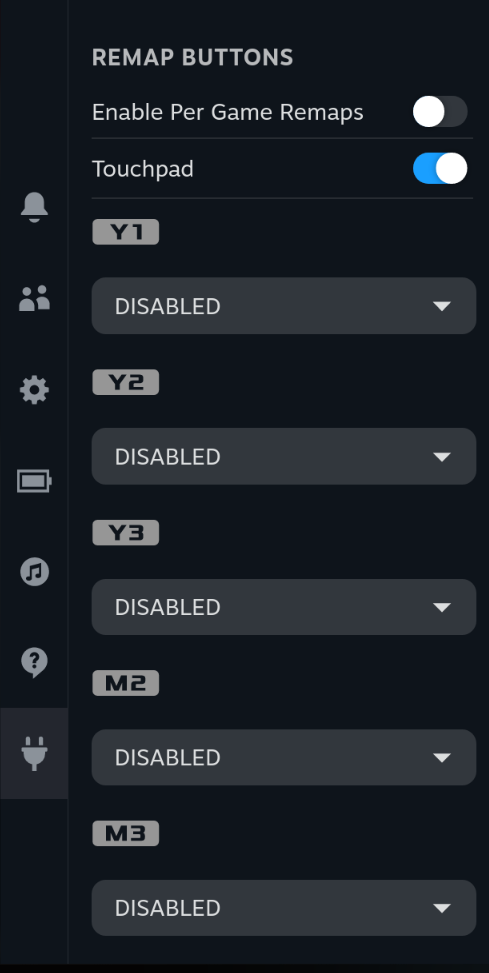 REMAP BUTTONS
Enable Per Game Remaps
Touchpad
Y1
DISABLED
Y2
DISABLED
Y3
DISABLED
M2
DISABLED
M3
DISABLED